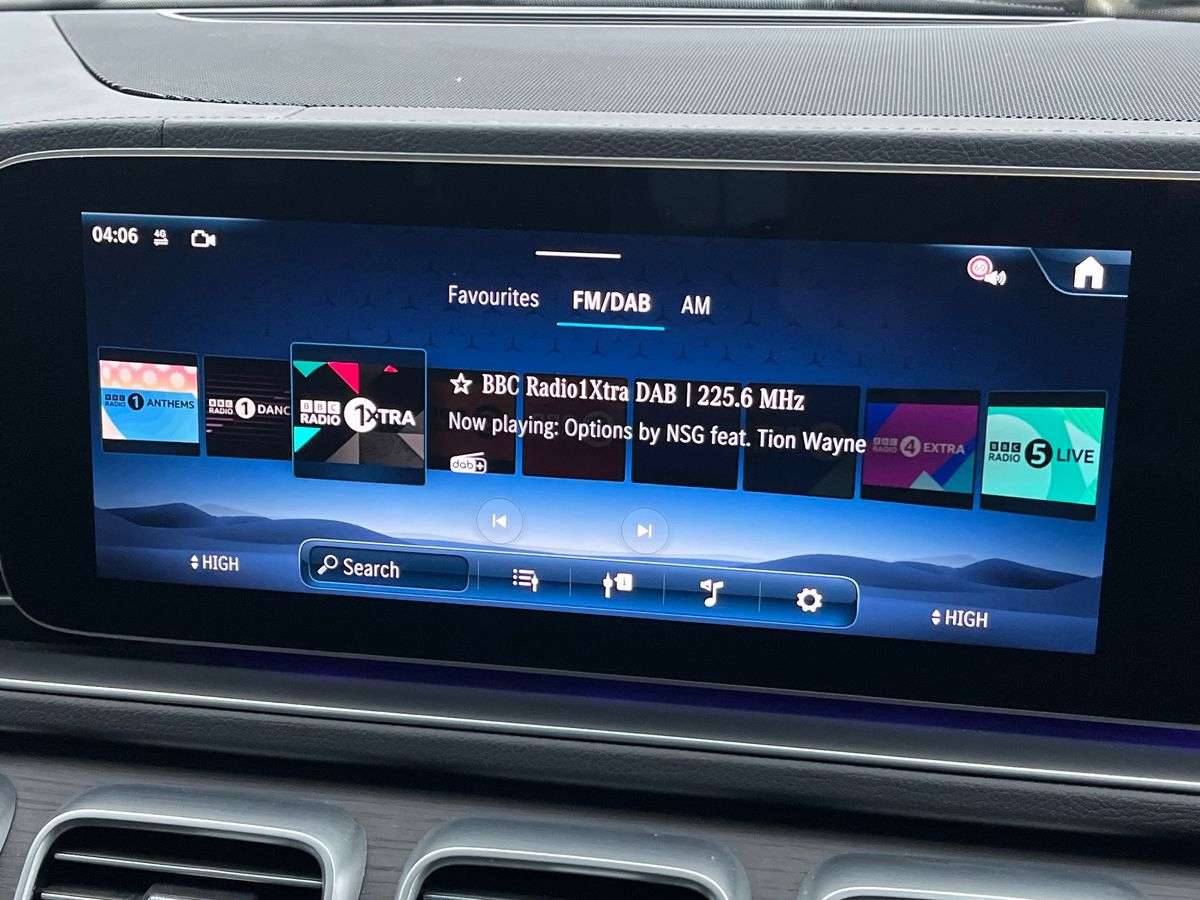 04:06 4G
Favourites FM/DAB AM
BBC RADIO 1 ANTHEMS
BBC RADIO 1 DANC
BBC RADIO 1XTRA
☆ BBC Radio1Xtra DAB | 225.6 MHz
Now playing: Options by NSG feat. Tion Wayne
dab+
BBC RADIO 4 EXTRA
BBC RADIO 5 LIVE
HIGH
Search
HIGH